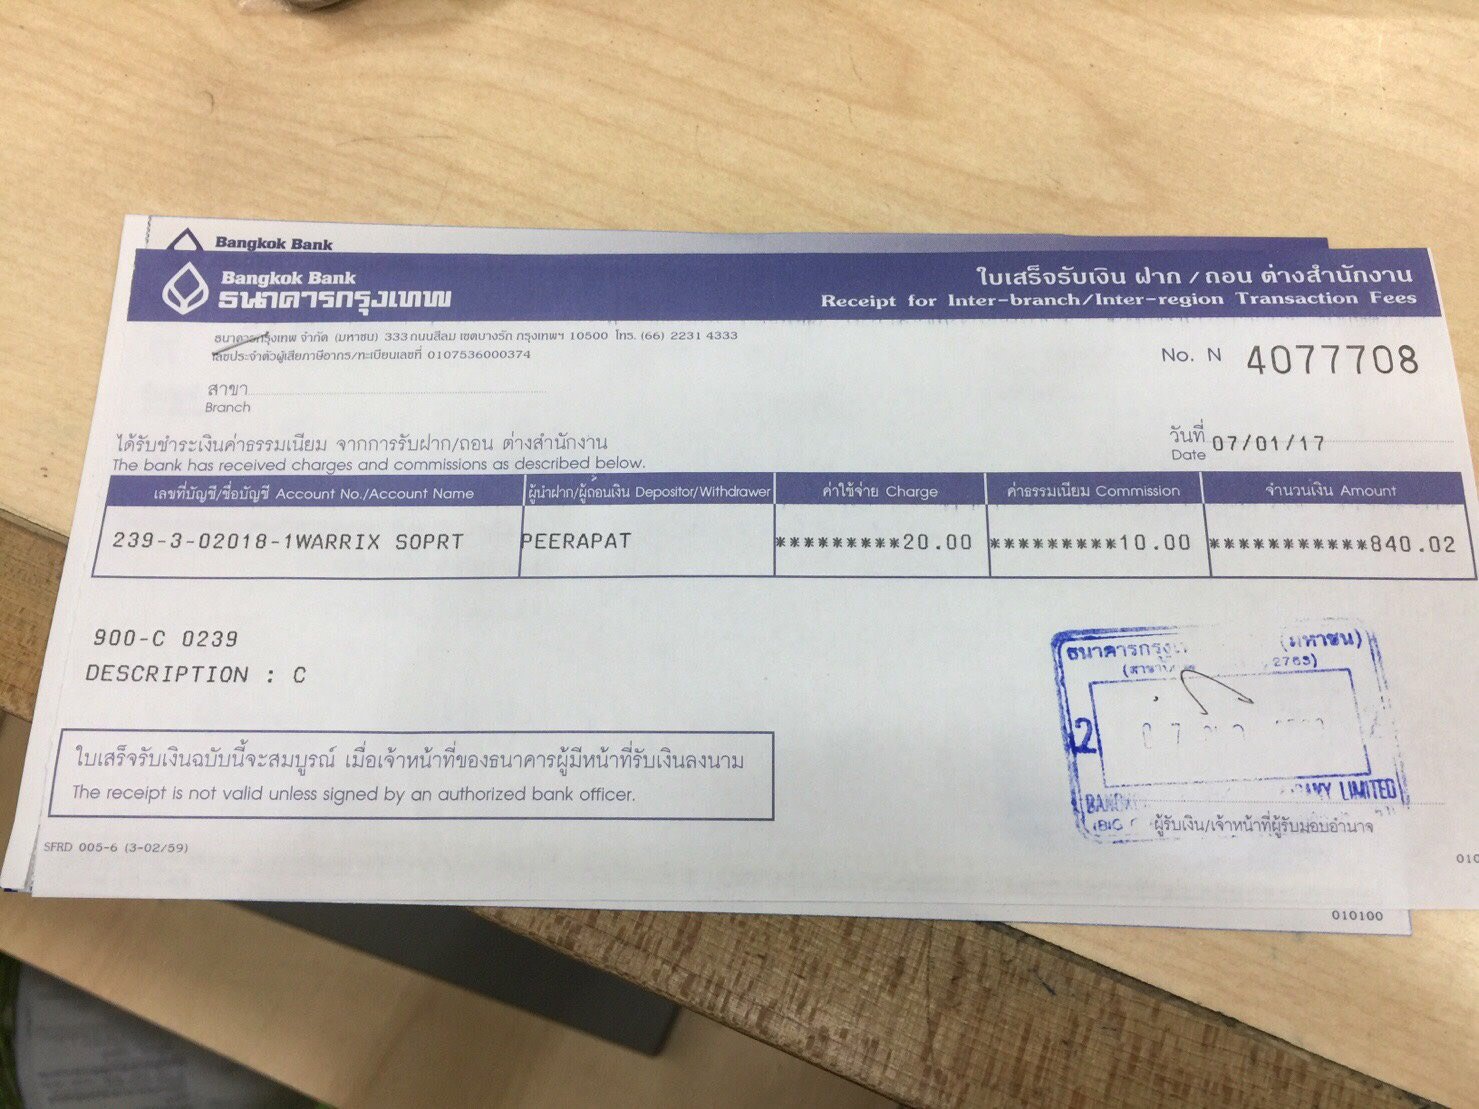 Bangkok Bank
Bangkok Bank
ธนาคารกรุงเทพ
ใบเสร็จรับเงิน ฝาก / ถอน ต่างสำนักงาน
Receipt for Inter-branch/Inter-region Transaction Fees
ธนาคารกรุงเทพ จำกัด (มหาชน) 333 ถนนสีลม เขตบางรัก กรุงเทพฯ 10500 โทร. (66) 2231 4333
เลขประจำตัวผู้เสียภาษีอากร/ทะเบียนเลขที่ 0107536000374
No. N 4077708
สาขา
Branch
ได้รับชำระเงินค่าธรรมเนียม จากการรับฝาก/ถอน ต่างสำนักงาน
The bank has received charges and commissions as described below.
วันที่ 07/01/17
Date
เลขที่บัญชี/ชื่อบัญชี Account No./Account Name ผู้นำฝาก/ผู้ถอนเงิน Depositor/Withdrawer ค่าใช้จ่าย Charge ค่าธรรมเนียม Commission จำนวนเงิน Amount
239-3-02018-1WARRIX SOPRT PEERAPAT *********20.00 *********10.00 ***********840.02
900-C 0239
DESCRIPTION : C
ธนาคารกรุงเ (มหาชน)
2763)
2
LIMITED
ใบเสร็จรับเงินฉบับนี้จะสมบูรณ์ เมื่อเจ้าหน้าที่ของธนาคารผู้มีหน้าที่รับเงินลงนาม
The receipt is not valid unless signed by an authorized bank officer.
ผู้รับเงิน/เจ้าหน้าที่ผู้รับมอบอำนาจ
SFRD 005-6 (3-02/59)
010
010100